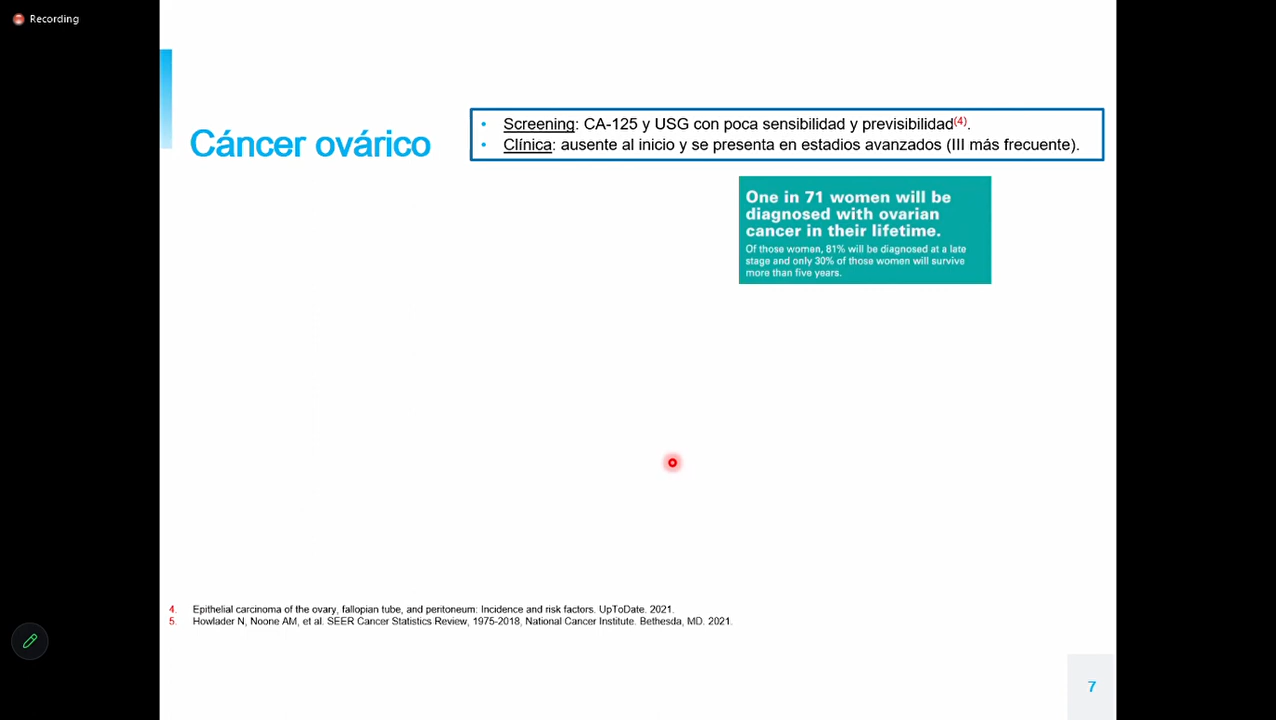 Recording
Cáncer ovárico
• Screening: CA-125 y USG con poca sensibilidad y previsibilidad(4).
• Clínica: ausente al inicio y se presenta en estadios avanzados (III más frecuente).
One in 71 women will be
diagnosed with ovarian
cancer in their lifetime.
Of those women, 81% will be diagnosed at a late
stage and only 30% of those women will survive
more than five years.
4. Epithelial carcinoma of the ovary, fallopian tube, and peritoneum: Incidence and risk factors. UpToDate. 2021.
5. Howlader N, Noone AM, et al. SEER Cancer Statistics Review, 1975-2018, National Cancer Institute. Bethesda, MD. 2021.
7